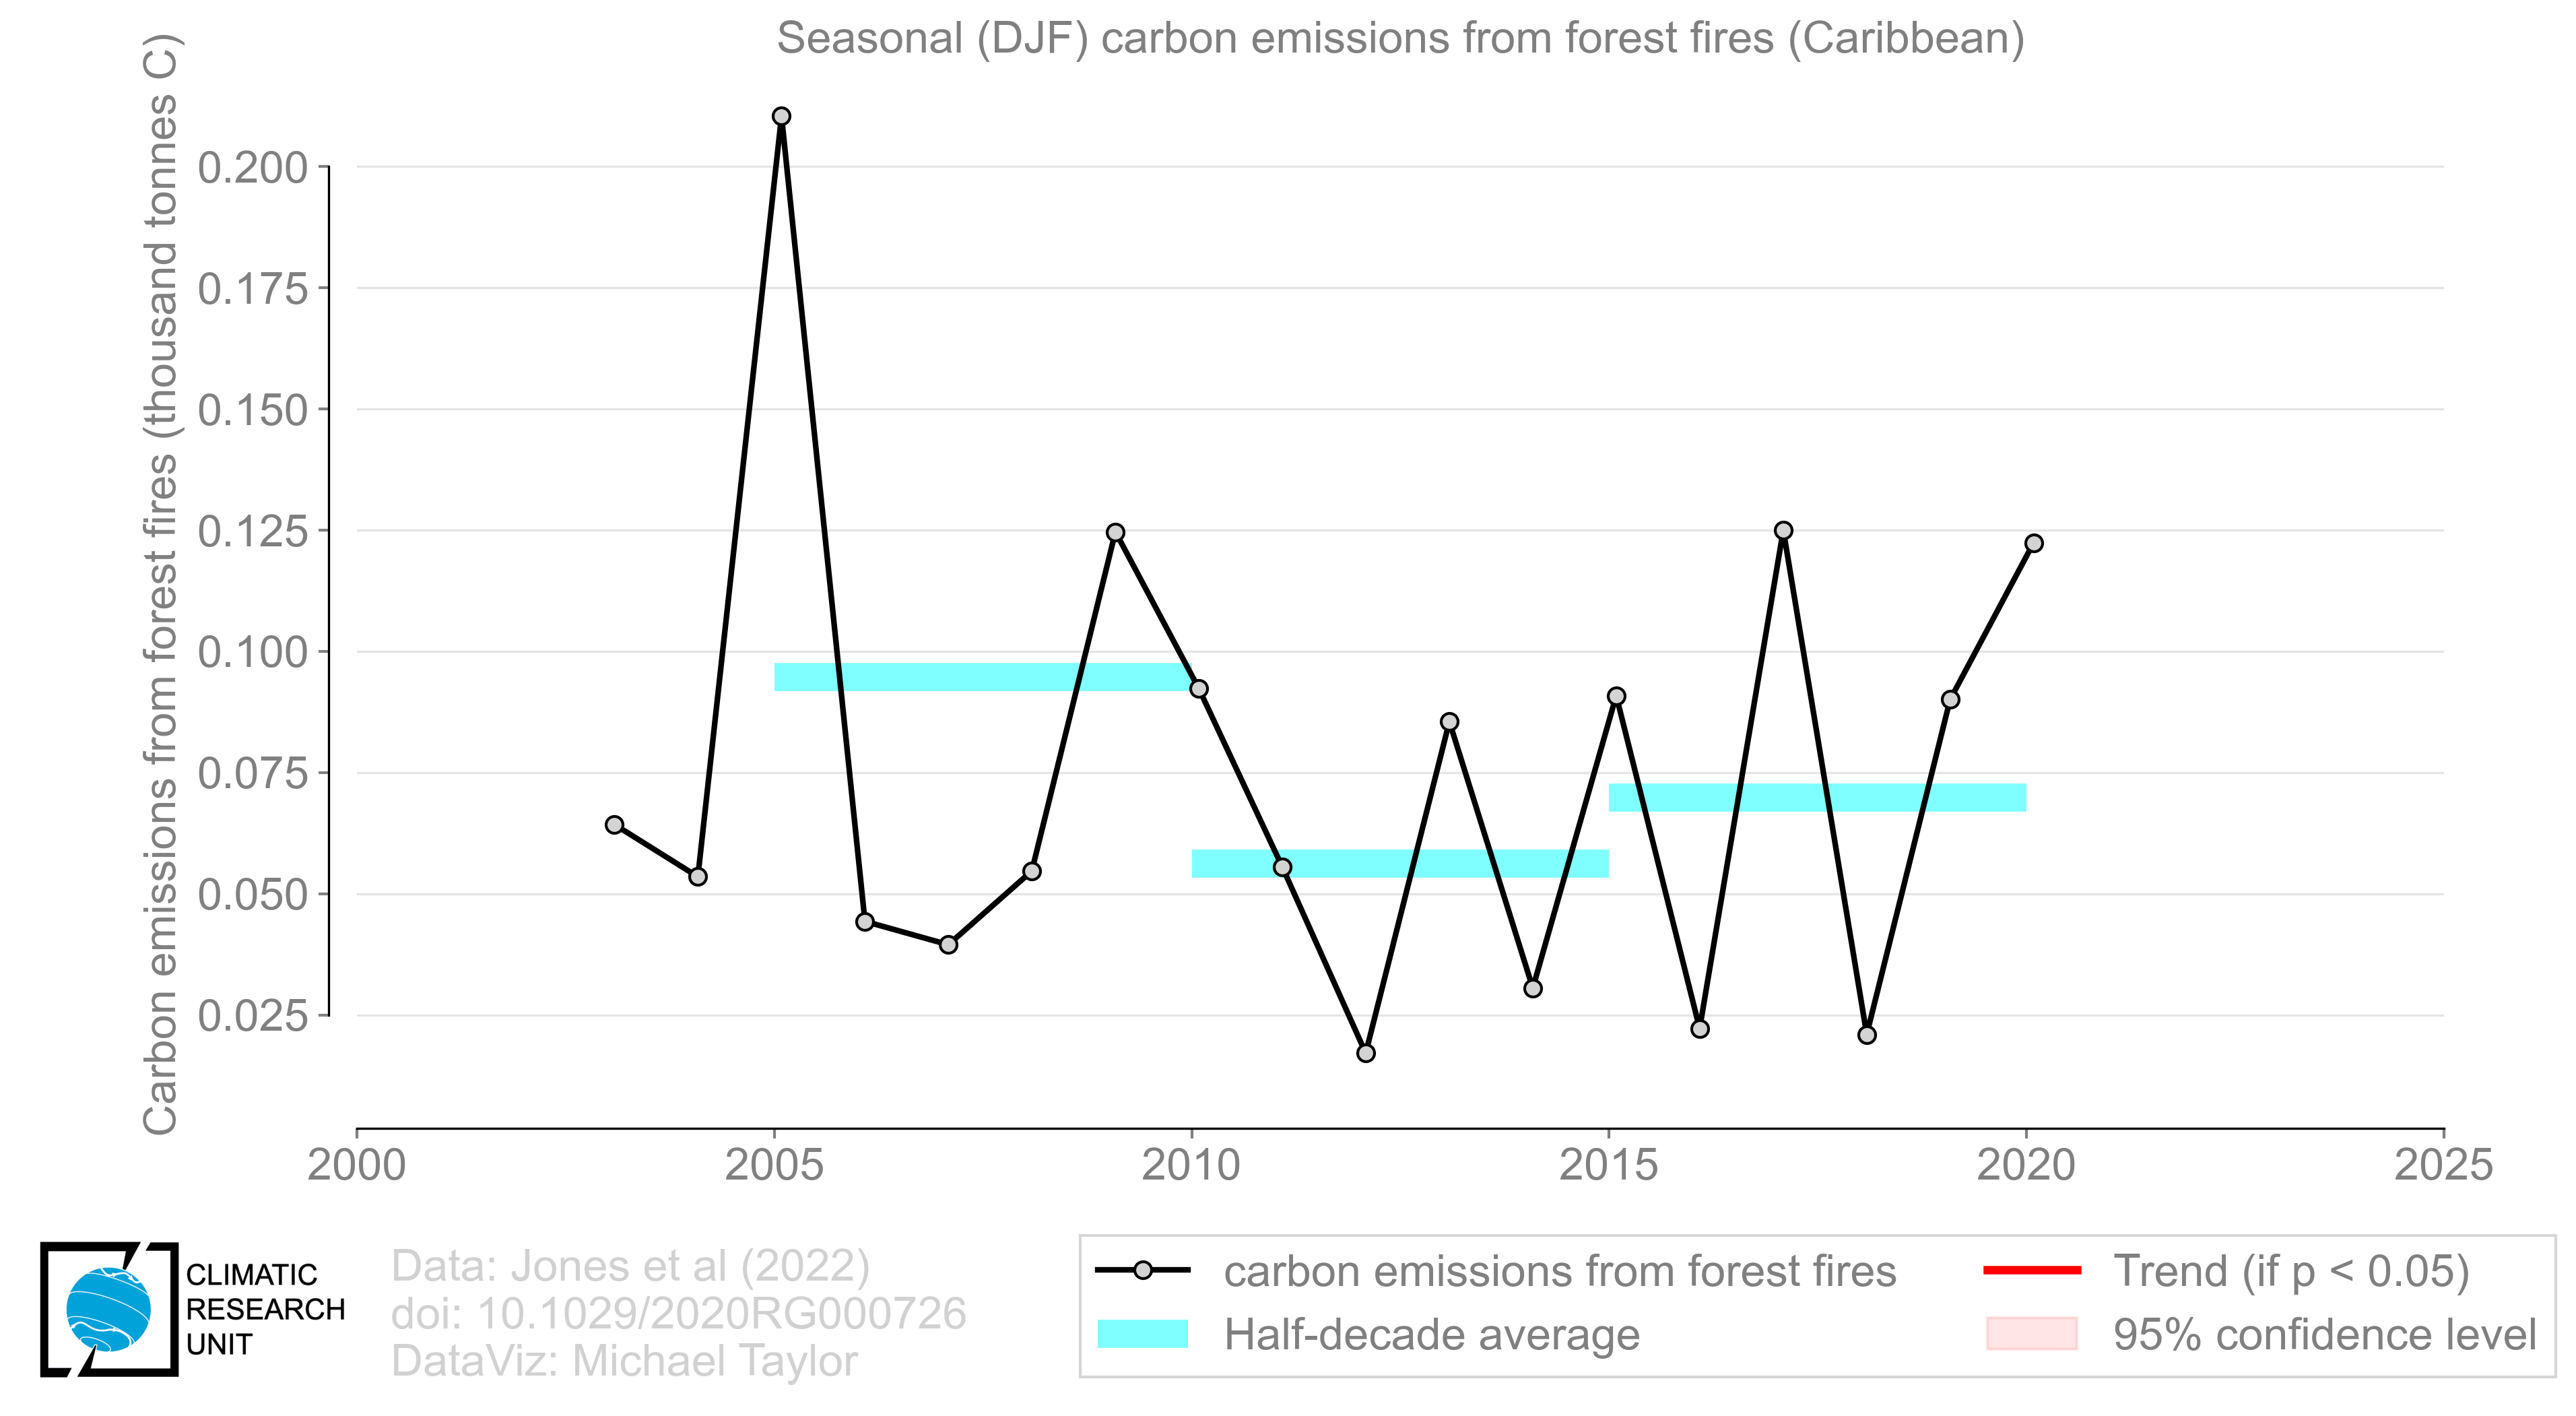 Seasonal (DJF) carbon emissions from forest fires (Caribbean)
Carbon emissions from forest fires (thousand tonnes C)
0.200
0.175
0.150
0.125
0.100
0.075
0.050
0.025
2000 2005 2010 2015 2020 2025
CLIMATIC
RESEARCH
UNIT
Data: Jones et al (2022)
doi: 10.1029/2020RG000726
DataViz: Michael Taylor
carbon emissions from forest fires
Half-decade average
Trend (if p < 0.05)
95% confidence level